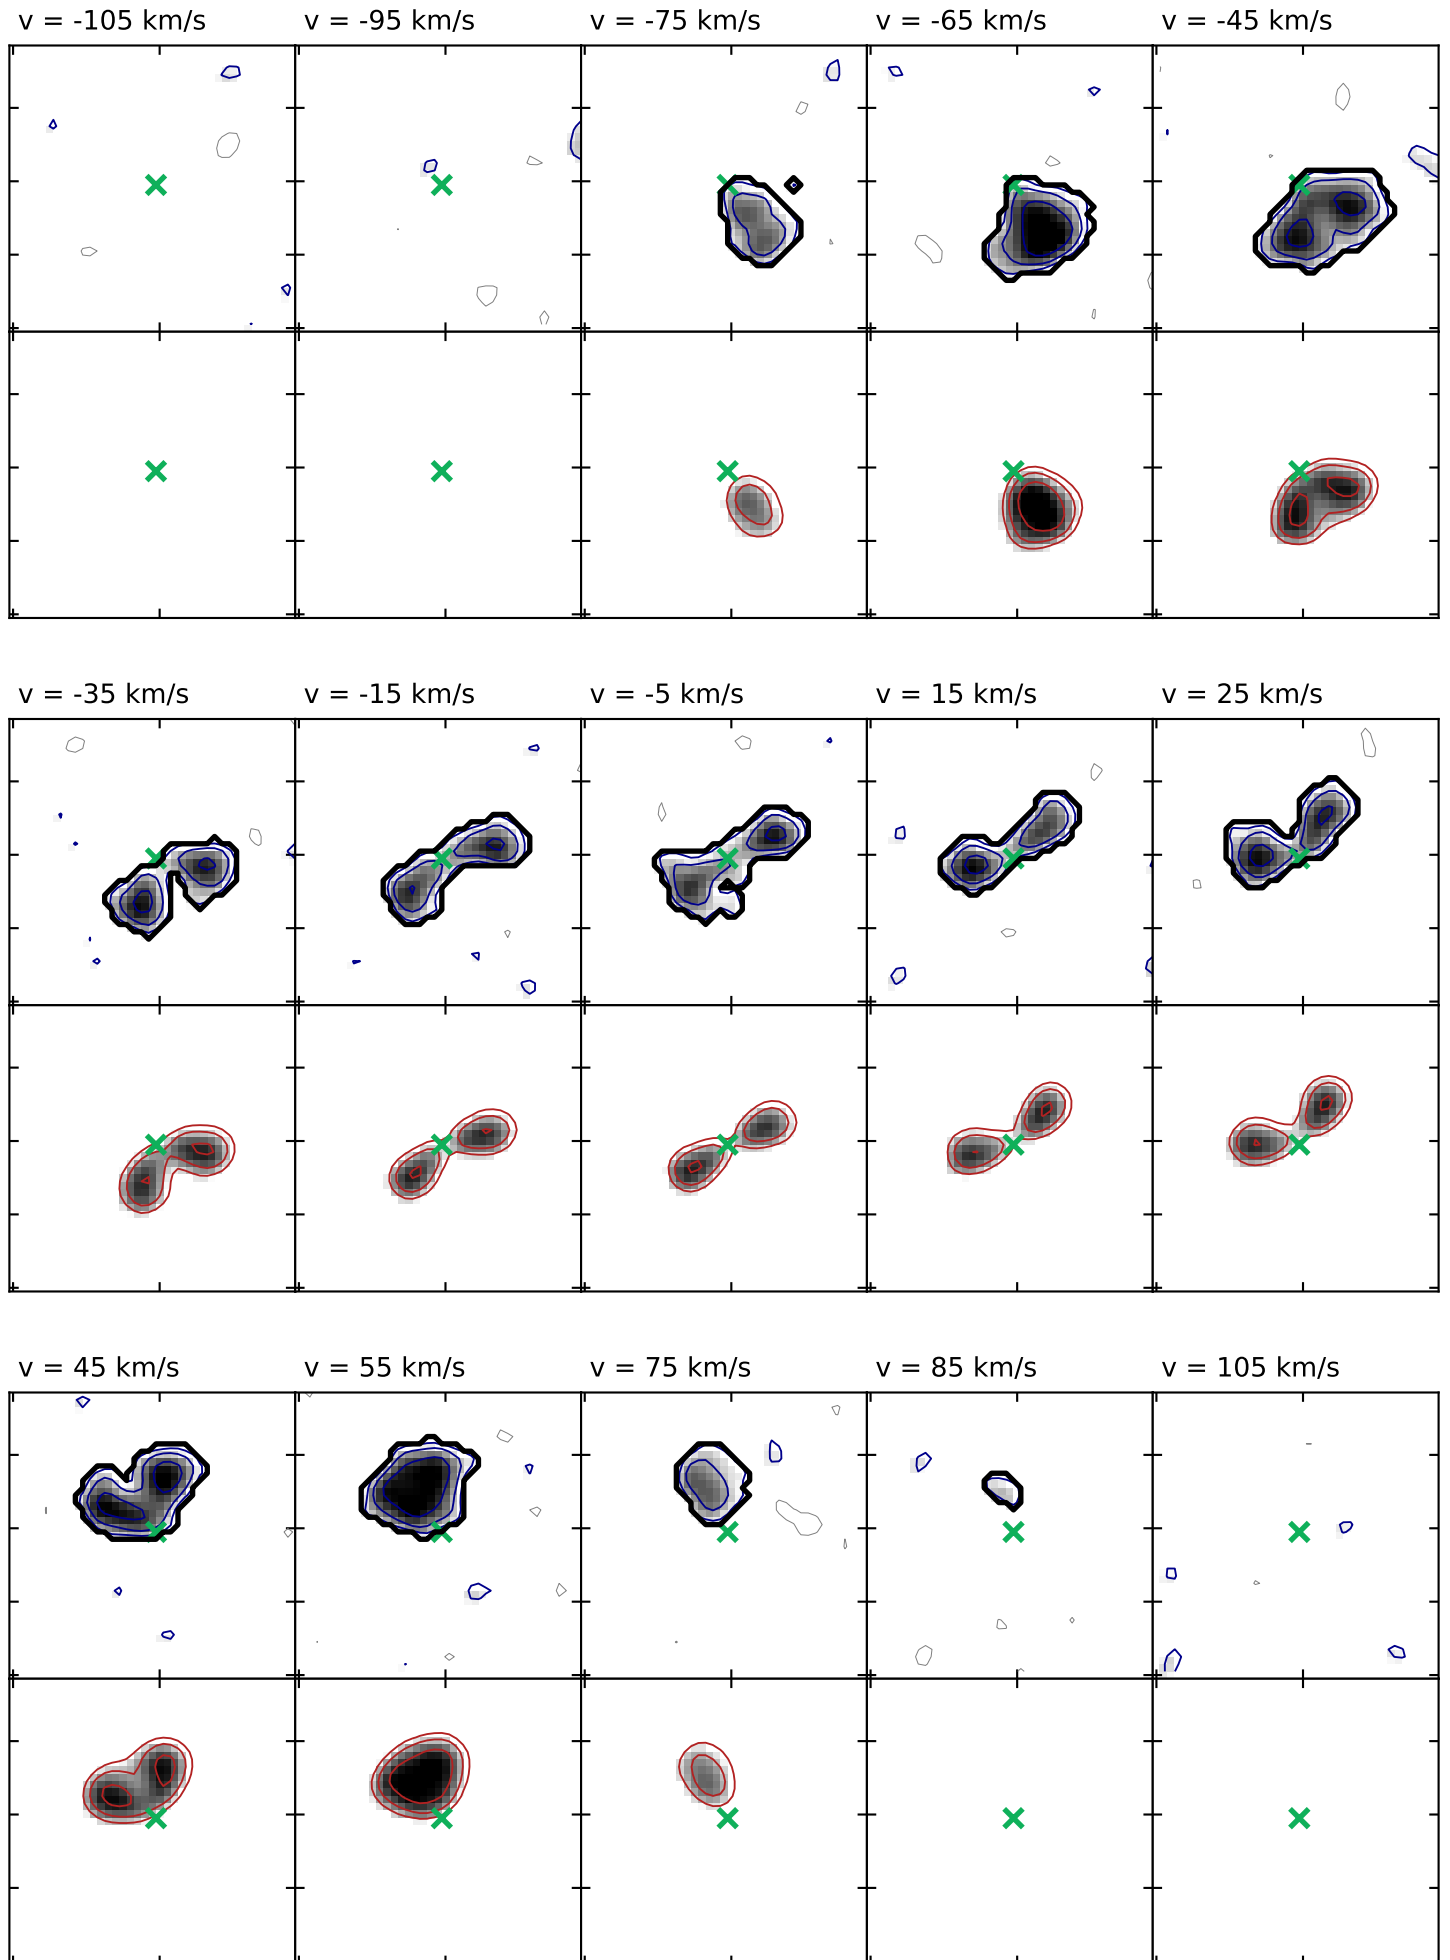 v = -105 km/s v = -95 km/s v = -75 km/s v = -65 km/s v = -45 km/s
v = -35 km/s v = -15 km/s v = -5 km/s v = 15 km/s v = 25 km/s
v = 45 km/s v = 55 km/s v = 75 km/s v = 85 km/s v = 105 km/s